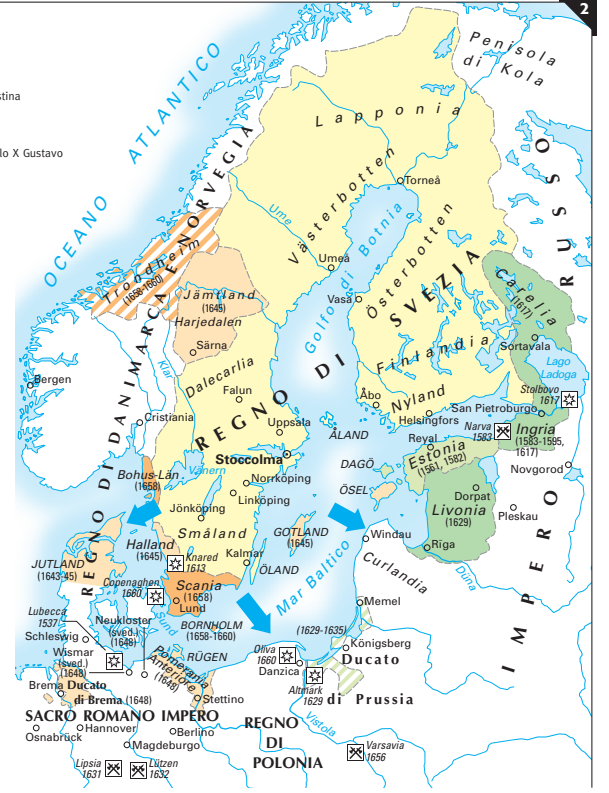 2
stina
lo X Gustavo
OCEANO ATLANTICO
Penisola
di Kola
Lapponia
Torneå
Ume
Västerbotten
Österbotten
Umeå
Vasa
Golfo di Botnia
REGNO DI SVEZIA
REGNO DI DANIMARCA E NORVEGIA
IMPERO RUSSO
Trondheim
(1658-1660)
Jämtland
(1645)
Harjedalen
Särna
Carelia
(1617)
Sortavala
Lago
Ladoga
Finlandia
Bergen
Klar
Dalecarlia
Falun
Uppsala
Åbo
Nyland
Helsingfors
San Pietroburgo
Stolbovo
1617
Cristiania
ÅLAND
Reval
Narva
1583
Ingria
(1583-1595,
1617)
Stoccolma
Vänern
DAGÖ
Estonia
(1561, 1582)
Novgorod
Bohus-Län
(1658)
Norrköping
Linköping
ÖSEL
Dorpat
Livonia
(1629)
Pleskau
Jönköping
Småland
GOTLAND
(1645)
Windau
Riga
Halland
(1645)
Knared
1613
Kalmar
ÖLAND
Mar Baltico
Curlandia
Düna
JUTLAND
(1643-45)
Copenaghen
1660
Scania
(1658)
Lund
Memel
Lubecca
1537
Neukloster
(sved.)
(1648)
Sund
BORNHOLM
(1658-1660)
(1629-1635)
Schleswig
Wismar
(sved.)
(1648)
RÜGEN
Oliva
1660
Königsberg
Ducato
di Prussia
Pomerania
Anteriore
(1648)
Danzica
Altmark
1629
Brema
Ducato
di Brema (1648)
Stettino
SACRO ROMANO IMPERO
REGNO
DI
POLONIA
Vistola
Osnabrück
Hannover
Berlino
Magdeburgo
Varsavia
1656
Lipsia
1631
Lützen
1632